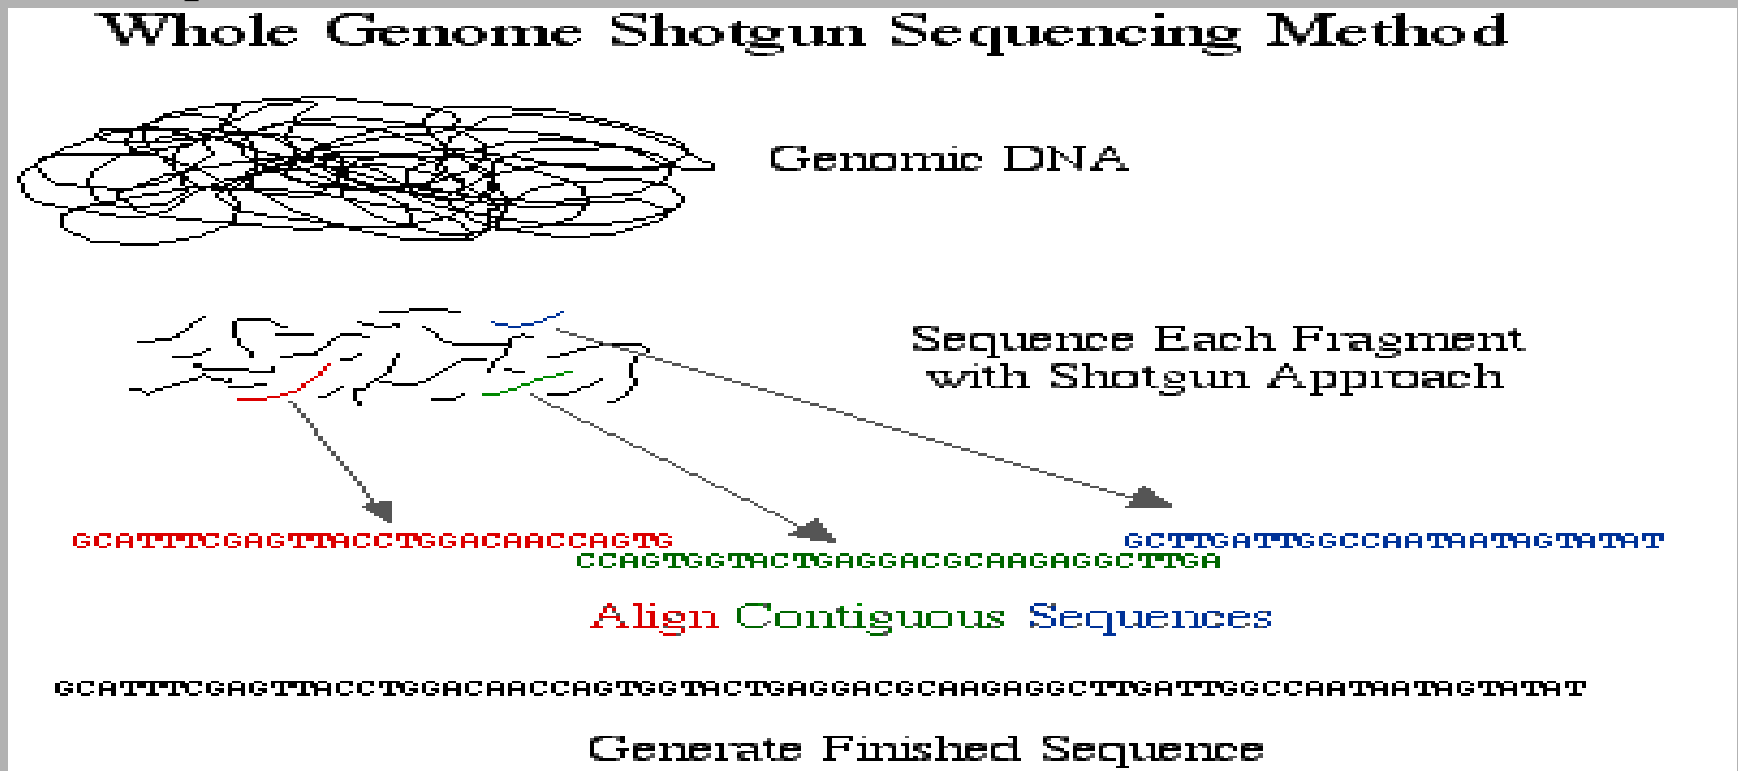 Whole Genome Shotgun Sequencing Method
Genomic DNA
Sequence Each Fragment
with Shotgun Approach
GCATTTCGAGTTACCTGGACAACCAGTG
GCTTGATTGGCCAATAATAGTATAT
CCAGTGGTACTGAGGACGCAAGAGGCTTGA
Align Contiguous Sequences
GCATTTCGAGTTACCTGGACAACCAGTGGTACTGAGGACGCAAGAGGCTTGATTGGCCAATAATAGTATAT
Generate Finished Sequence